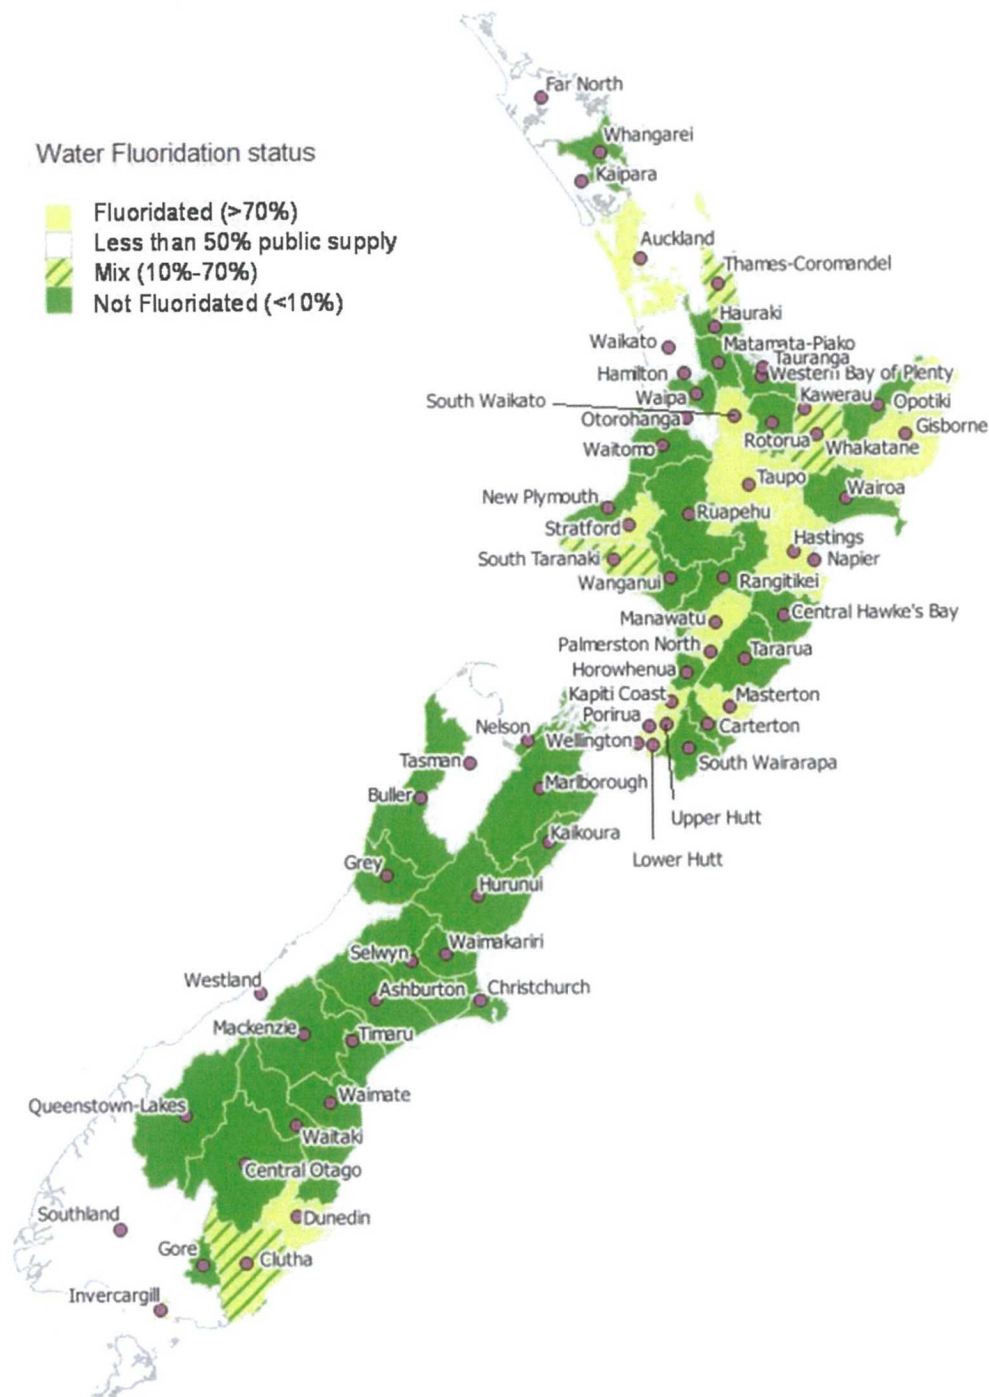 Far North
Whangarei
Water Fluoridation status
Kaipara
Fluoridated (>70%)
Less than 50% public supply
Auckland
Mix (10%-70%)
Thames-Coromandel
Not Fluoridated (<10%)
Hauraki
Waikato
Matamata-Piako
Tauranga
Hamilton
Western Bay of Plenty
South Waikato
Waipa
Kawerau
Opotiki
Otorohanga
Gisborne
Rotorua
Whakatane
Waitomo
Taupo
Wairoa
New Plymouth
Ruapehu
Stratford
Hastings
South Taranaki
Napier
Wanganui
Rangitikei
Manawatu
Central Hawke's Bay
Palmerston North
Tararua
Horowhenua
Kapiti Coast
Masterton
Porirua
Carterton
Nelson
Wellington
Tasman
South Wairarapa
Buller
Marlborough
Upper Hutt
Kaikoura
Lower Hutt
Grey
Hurunui
Waimakariri
Selwyn
Westland
Ashburton
Christchurch
Mackenzie
Timaru
Queenstown-Lakes
Waimate
Waitaki
Central Otago
Southland
Dunedin
Gore
Clutha
Invercargill